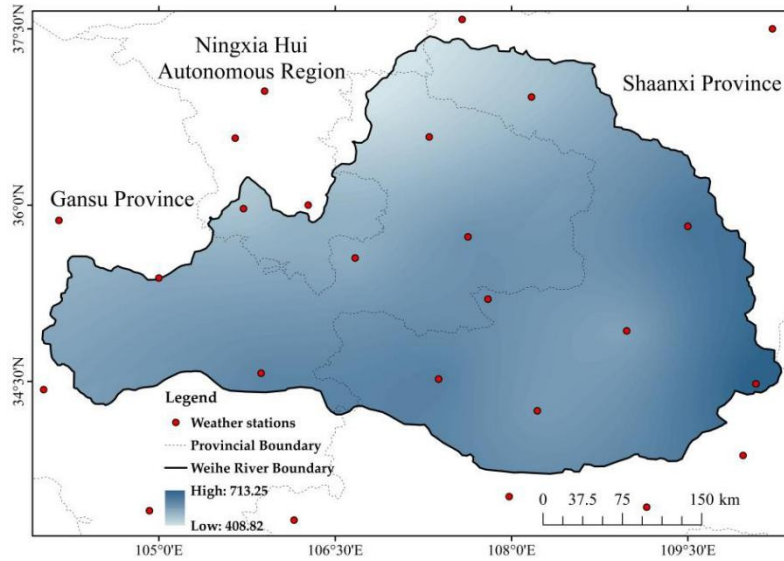 37°30'N
Ningxia Hui
Autonomous Region
Shaanxi Province
36°0'N
Gansu Province
34°30'N
Legend
Weather stations
Provincial Boundary
Weihe River Boundary
High: 713.25
Low: 408.82
0 37.5 75 150 km
105°0'E 106°30'E 108°0'E 109°30'E